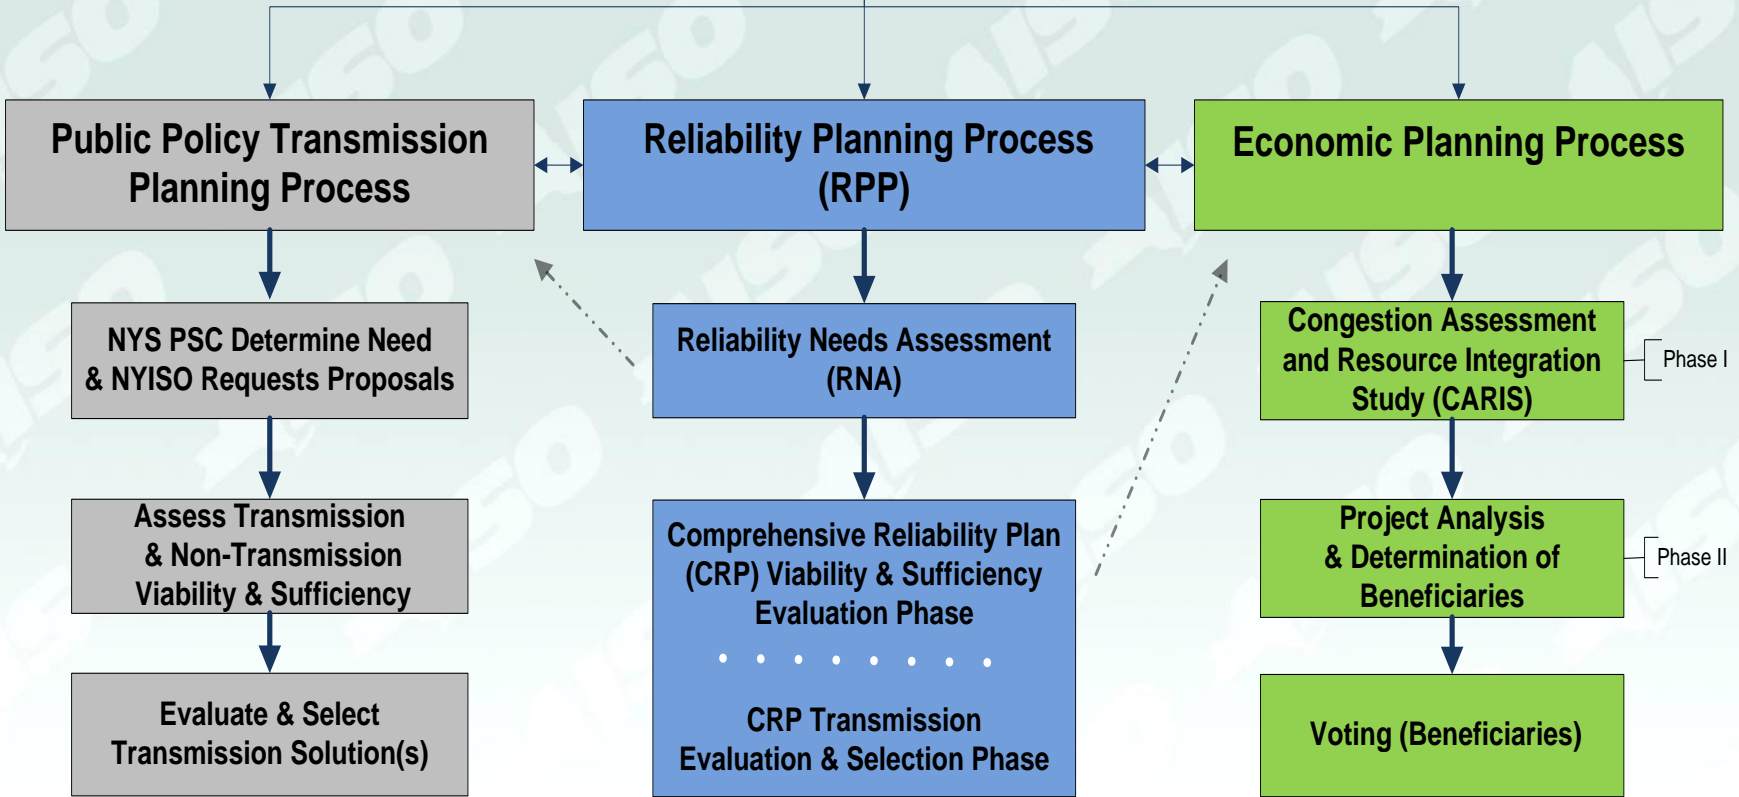 Public Policy Transmission
Planning Process
Reliability Planning Process
(RPP)
Economic Planning Process
NYS PSC Determine Need
& NYISO Requests Proposals
Reliability Needs Assessment
(RNA)
Congestion Assessment
and Resource Integration
Study (CARIS)
Phase I
Assess Transmission
& Non-Transmission
Viability & Sufficiency
Comprehensive Reliability Plan
(CRP) Viability & Sufficiency
Evaluation Phase
Project Analysis
& Determination of
Beneficiaries
Phase II
Evaluate & Select
Transmission Solution(s)
CRP Transmission
Evaluation & Selection Phase
Voting (Beneficiaries)